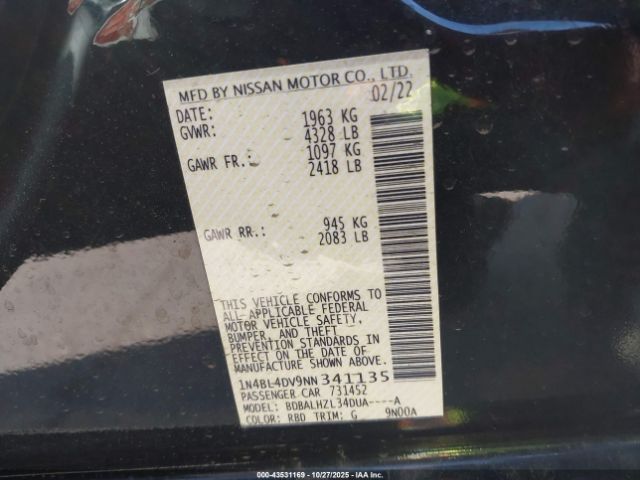 MFD BY NISSAN MOTOR CO., LTD.
DATE: 02/22
GVWR: 1963 KG
4328 LB
GAWR FR.: 1097 KG
2418 LB
GAWR RR.: 945 KG
2083 LB
THIS VEHICLE CONFORMS TO
ALL APPLICABLE FEDERAL
MOTOR VEHICLE SAFETY,
BUMPER, AND THEFT
PREVENTION STANDARDS IN
EFFECT ON THE DATE OF
MANUFACTURE SHOWN ABOVE.
1N4BL4DV9NN341135
PASSENGER CAR 731452
MODEL: BDBALHZL34DUA----A
COLOR: RBD TRIM: G 9N00A
000-43531169 | 10/27/2025 | IAA Inc.